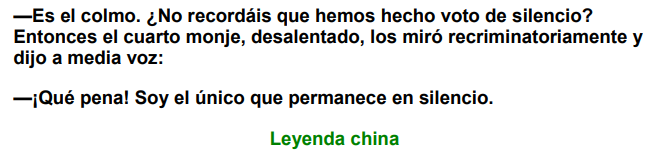 —Es el colmo. ¿No recordáis que hemos hecho voto de silencio?
Entonces el cuarto monje, desalentado, los miró recriminatoriamente y
dijo a media voz:
—¡Qué pena! Soy el único que permanece en silencio.
Leyenda china